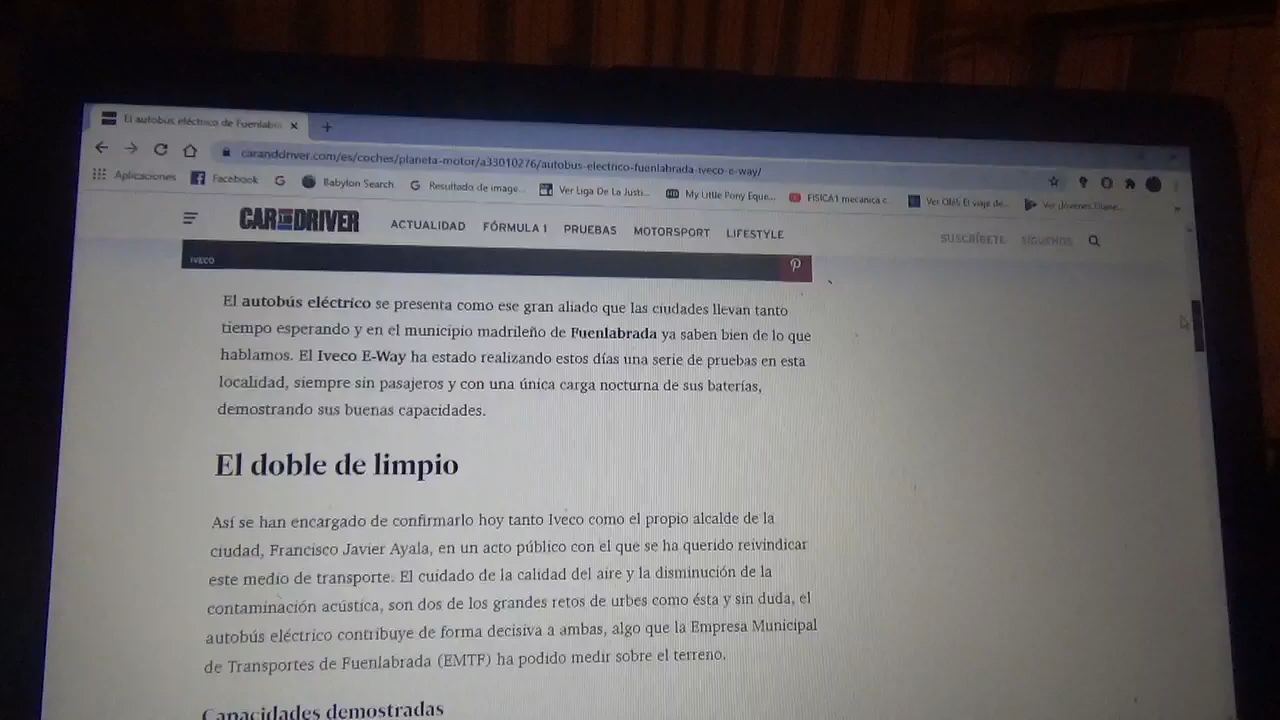 El autobús eléctrico de Fuenlabra
caranddriver.com/es/coches/planeta-motor/a33010276/autobus-electrico-fuenlabrada-iveco-e-way/
Aplicaciones Facebook Babylon Search Resultado de image... Ver Liga De La Justi... My Little Pony Eque... FISICA1 mecanica c... Ver El viaje de... Ver Jóvenes
CAR AND DRIVER ACTUALIDAD FÓRMULA 1 PRUEBAS MOTORSPORT LIFESTYLE SUSCRÍBETE SÍGUENOS
IVECO
El autobús eléctrico se presenta como ese gran aliado que las ciudades llevan tanto
tiempo esperando y en el municipio madrileño de Fuenlabrada ya saben bien de lo que
hablamos. El Iveco E-Way ha estado realizando estos días una serie de pruebas en esta
localidad, siempre sin pasajeros y con una única carga nocturna de sus baterías,
demostrando sus buenas capacidades.
El doble de limpio
Así se han encargado de confirmarlo hoy tanto Iveco como el propio alcalde de la
ciudad, Francisco Javier Ayala, en un acto público con el que se ha querido reivindicar
este medio de transporte. El cuidado de la calidad del aire y la disminución de la
contaminación acústica, son dos de los grandes retos de urbes como ésta y sin duda, el
autobús eléctrico contribuye de forma decisiva a ambas, algo que la Empresa Municipal
de Transportes de Fuenlabrada (EMTF) ha podido medir sobre el terreno.
Capacidades demostradas